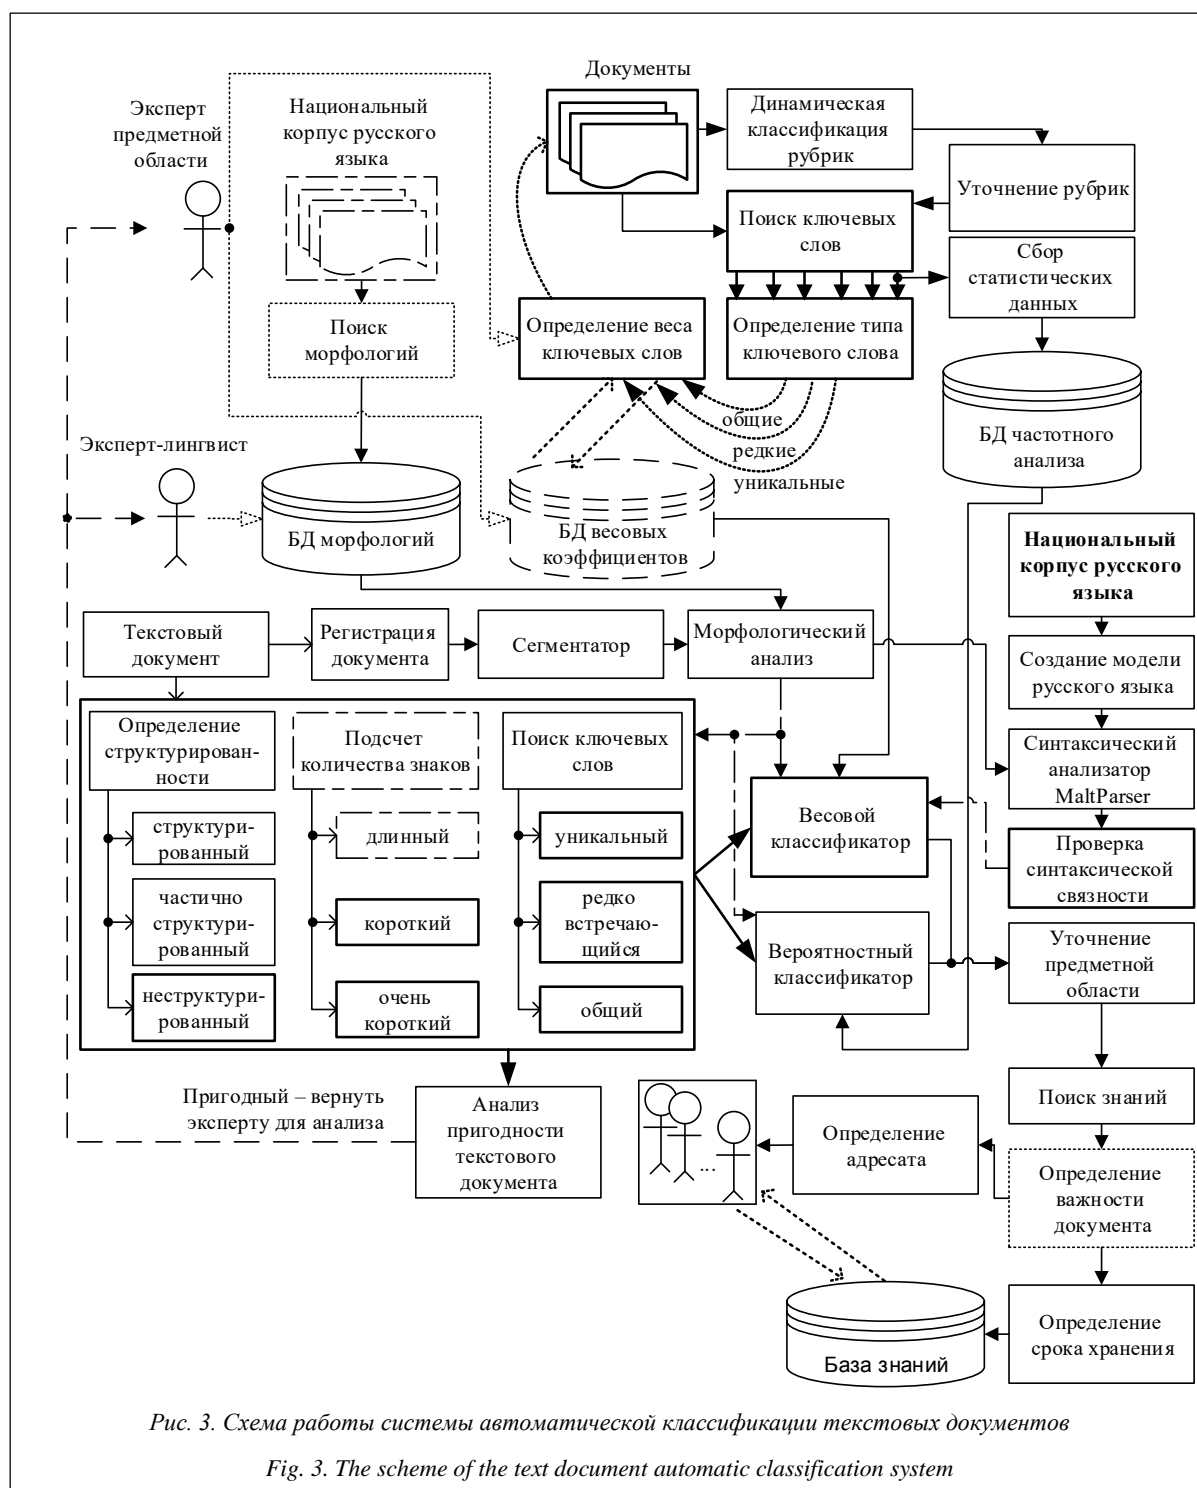 Документы
Эксперт
предметной
области
Национальный
корпус русского
языка
Динамическая
классификация
рубрик
Уточнение рубрик
Поиск ключевых
слов
Сбор
статистических
данных
Поиск
морфологий
Определение веса
ключевых слов
Определение типа
ключевого слова
общие
редкие
уникальные
БД частотного
анализа
Эксперт-лингвист
БД морфологий
БД весовых
коэффициентов
Национальный
корпус русского
языка
Текстовый
документ
Регистрация
документа
Сегментатор
Морфологический
анализ
Создание модели
русского языка
Определение
структурирован-
ности
Подсчет
количества знаков
Поиск ключевых
слов
Синтаксический
анализатор
MaltParser
структури-
рованный
длинный
уникальный
Весовой
классификатор
Проверка
синтаксической
связности
частично
структури-
рованный
короткий
редко
встречаю-
щийся
Вероятностный
классификатор
Уточнение
предметной
области
неструктури-
рованный
очень
короткий
общий
Пригодный – вернуть
эксперту для анализа
Анализ
пригодности
текстового
документа
...
Определение
адресата
Поиск знаний
Определение
важности
документа
База знаний
Определение
срока хранения
Рис. 3. Схема работы системы автоматической классификации текстовых документов
Fig. 3. The scheme of the text document automatic classification system